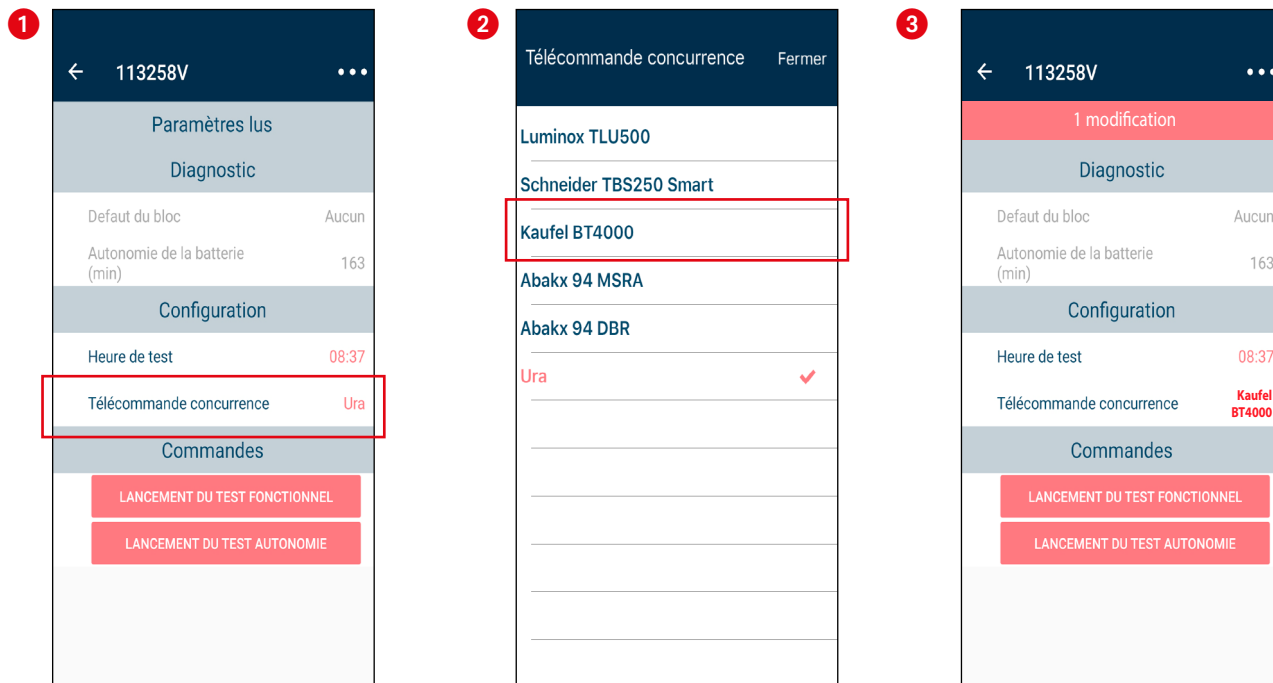 1
113258V
Paramètres lus
Diagnostic
Defaut du bloc Aucun
Autonomie de la batterie
(min) 163
Configuration
Heure de test 08:37
Télécommande concurrence Ura
Commandes
LANCEMENT DU TEST FONCTIONNEL
LANCEMENT DU TEST AUTONOMIE
2
Télécommande concurrence Fermer
Luminox TLU500
Schneider TBS250 Smart
Kaufel BT4000
Abakx 94 MSRA
Abakx 94 DBR
Ura
3
113258V
1 modification
Diagnostic
Defaut du bloc Aucun
Autonomie de la batterie
(min) 163
Configuration
Heure de test 08:37
Télécommande concurrence Kaufel
BT4000
Commandes
LANCEMENT DU TEST FONCTIONNEL
LANCEMENT DU TEST AUTONOMIE